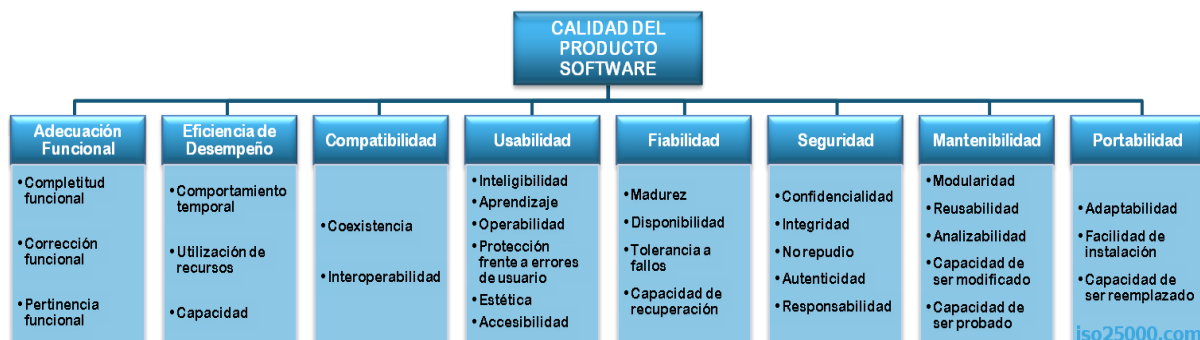 CALIDAD DEL
PRODUCTO
SOFTWARE
Adecuación
Funcional
•Completitud
funcional
•Corrección
funcional
•Pertinencia
funcional
Eficiencia de
Desempeño
•Comportamiento
temporal
•Utilización de
recursos
•Capacidad
Compatibilidad
•Coexistencia
•Interoperabilidad
Usabilidad
•Inteligibilidad
•Aprendizaje
•Operabilidad
•Protección
frente a errores
de usuario
•Estética
•Accesibilidad
Fiabilidad
•Madurez
•Disponibilidad
•Tolerancia a
fallos
•Capacidad de
recuperación
Seguridad
•Confidencialidad
•Integridad
•No repudio
•Autenticidad
•Responsabilidad
Mantenibilidad
•Modularidad
•Reusabilidad
•Analizabilidad
•Capacidad de
ser modificado
•Capacidad de
ser probado
Portabilidad
•Adaptabilidad
•Facilidad de
instalación
•Capacidad de
ser reemplazado
iso25000.com